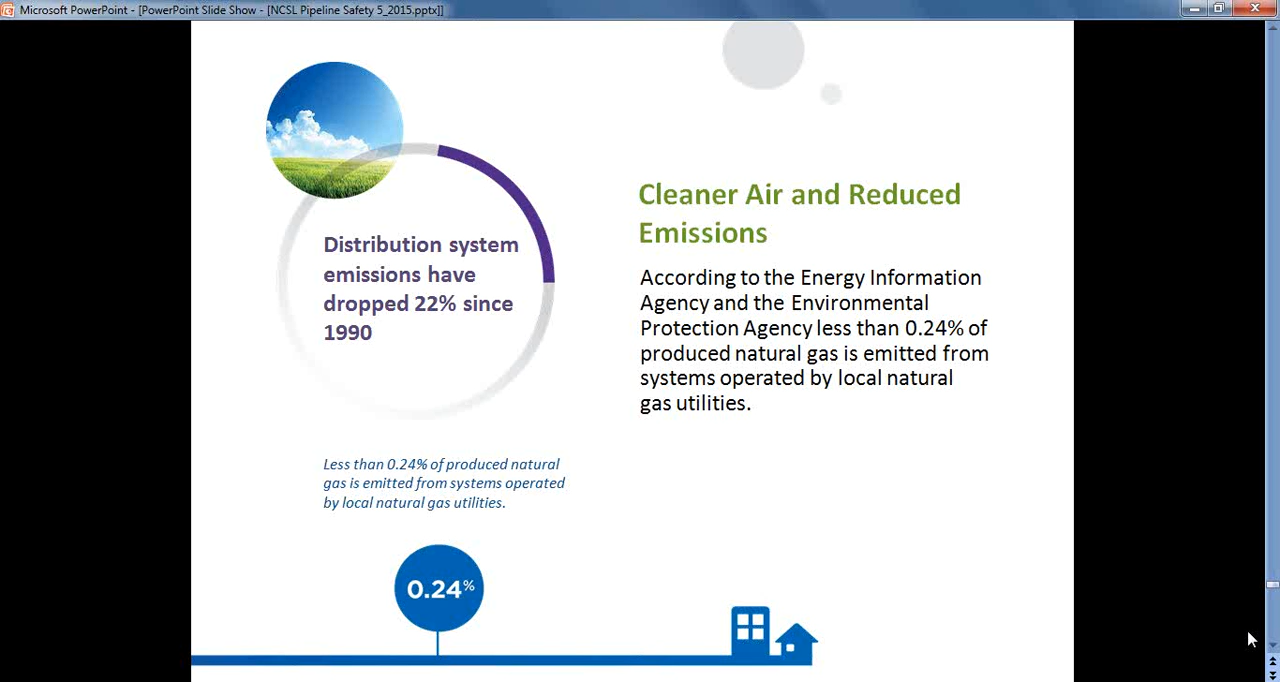 Microsoft PowerPoint - [PowerPoint Slide Show - [NCSL Pipeline Safety 5_2015.pptx]]
Distribution system
emissions have
dropped 22% since
1990
Cleaner Air and Reduced
Emissions
According to the Energy Information
Agency and the Environmental
Protection Agency less than 0.24% of
produced natural gas is emitted from
systems operated by local natural
gas utilities.
Less than 0.24% of produced natural
gas is emitted from systems operated
by local natural gas utilities.
0.24%